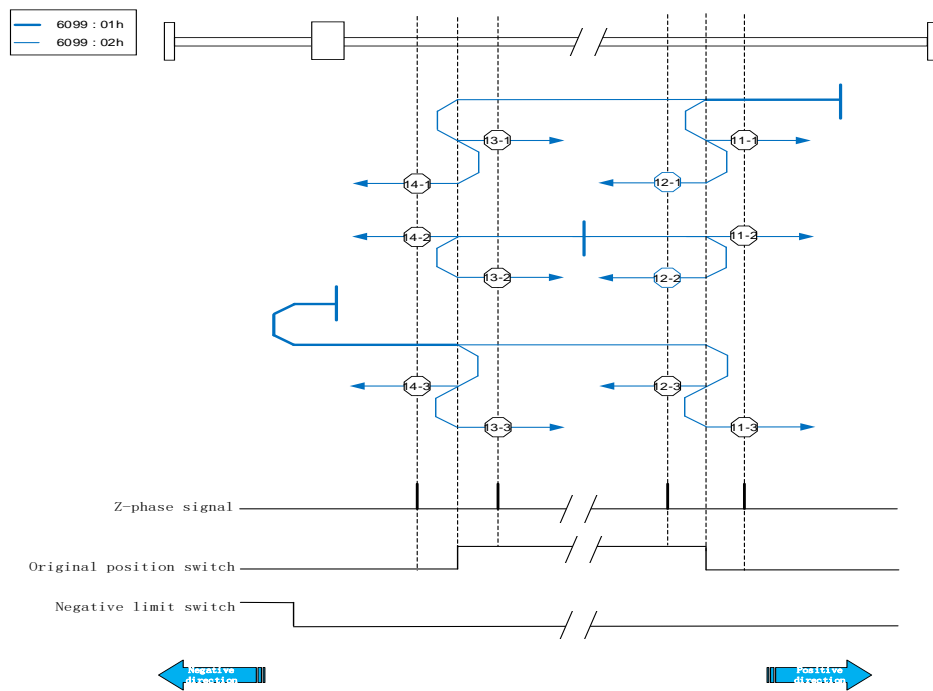 6099 : 01h
6099 : 02h
13-1
11-1
14-1
12-1
14-2
11-2
13-2
12-2
14-3
12-3
13-3
11-3
Z-phase signal
Original position switch
Negative limit switch
Negative
direction
Positive
direction